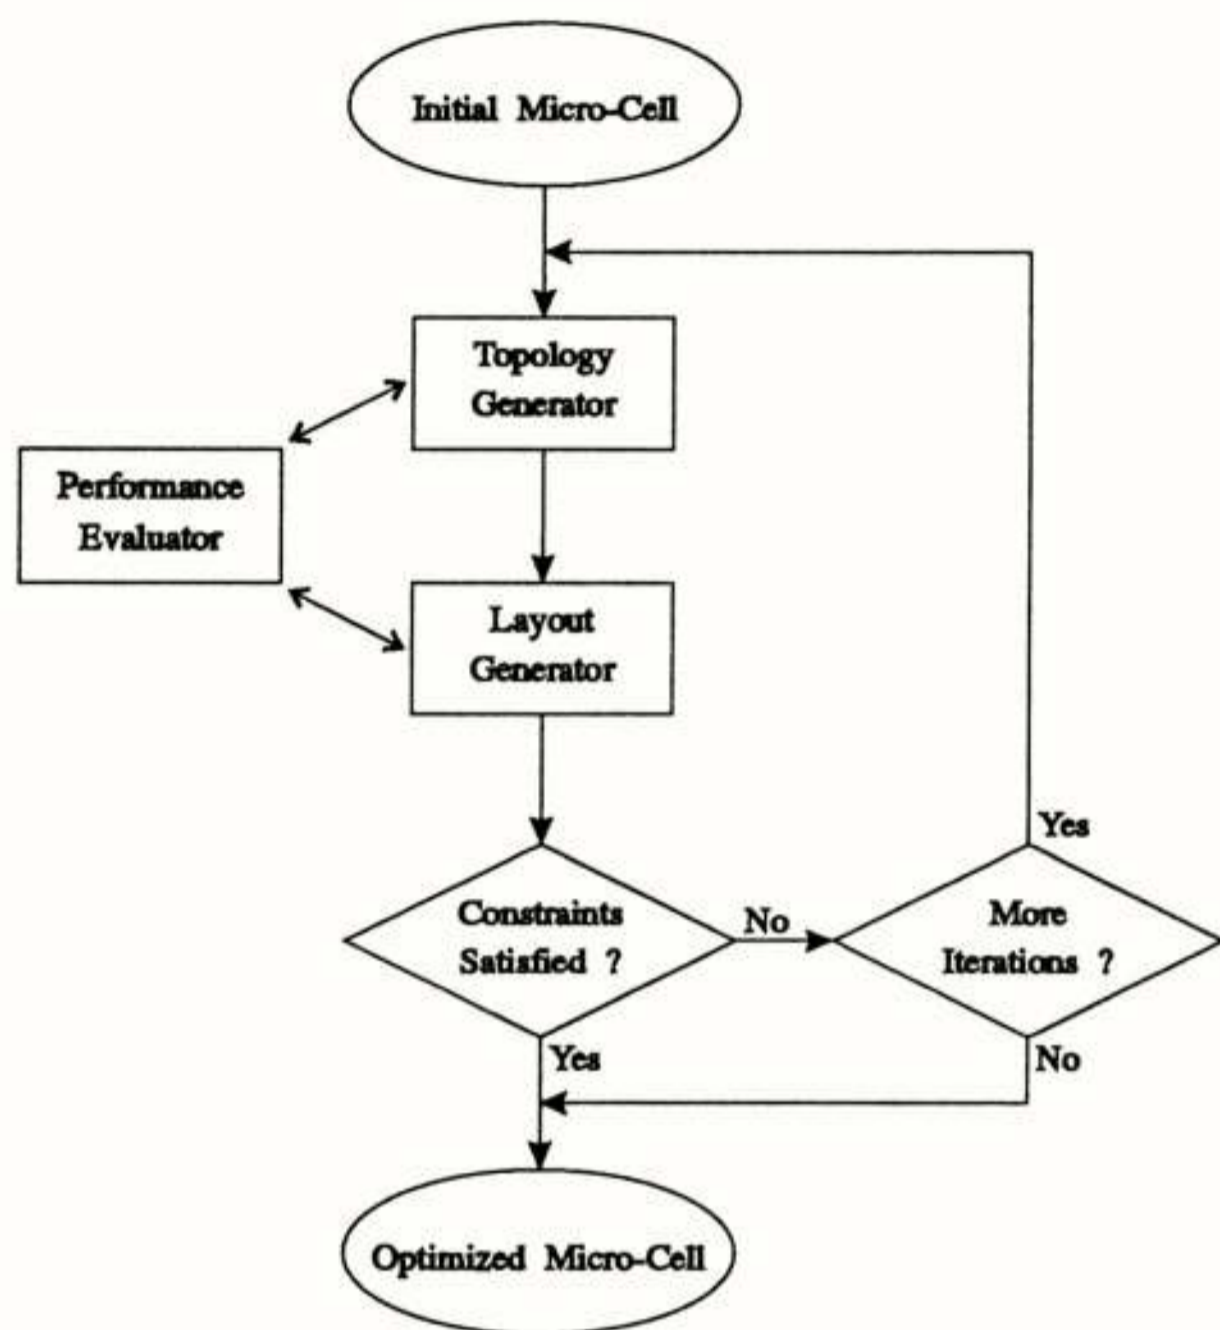 Initial Micro-Cell
Topology
Generator
Performance
Evaluator
Layout
Generator
Yes
Constraints
Satisfied ?
No
More
Iterations ?
Yes
No
Optimized Micro-Cell